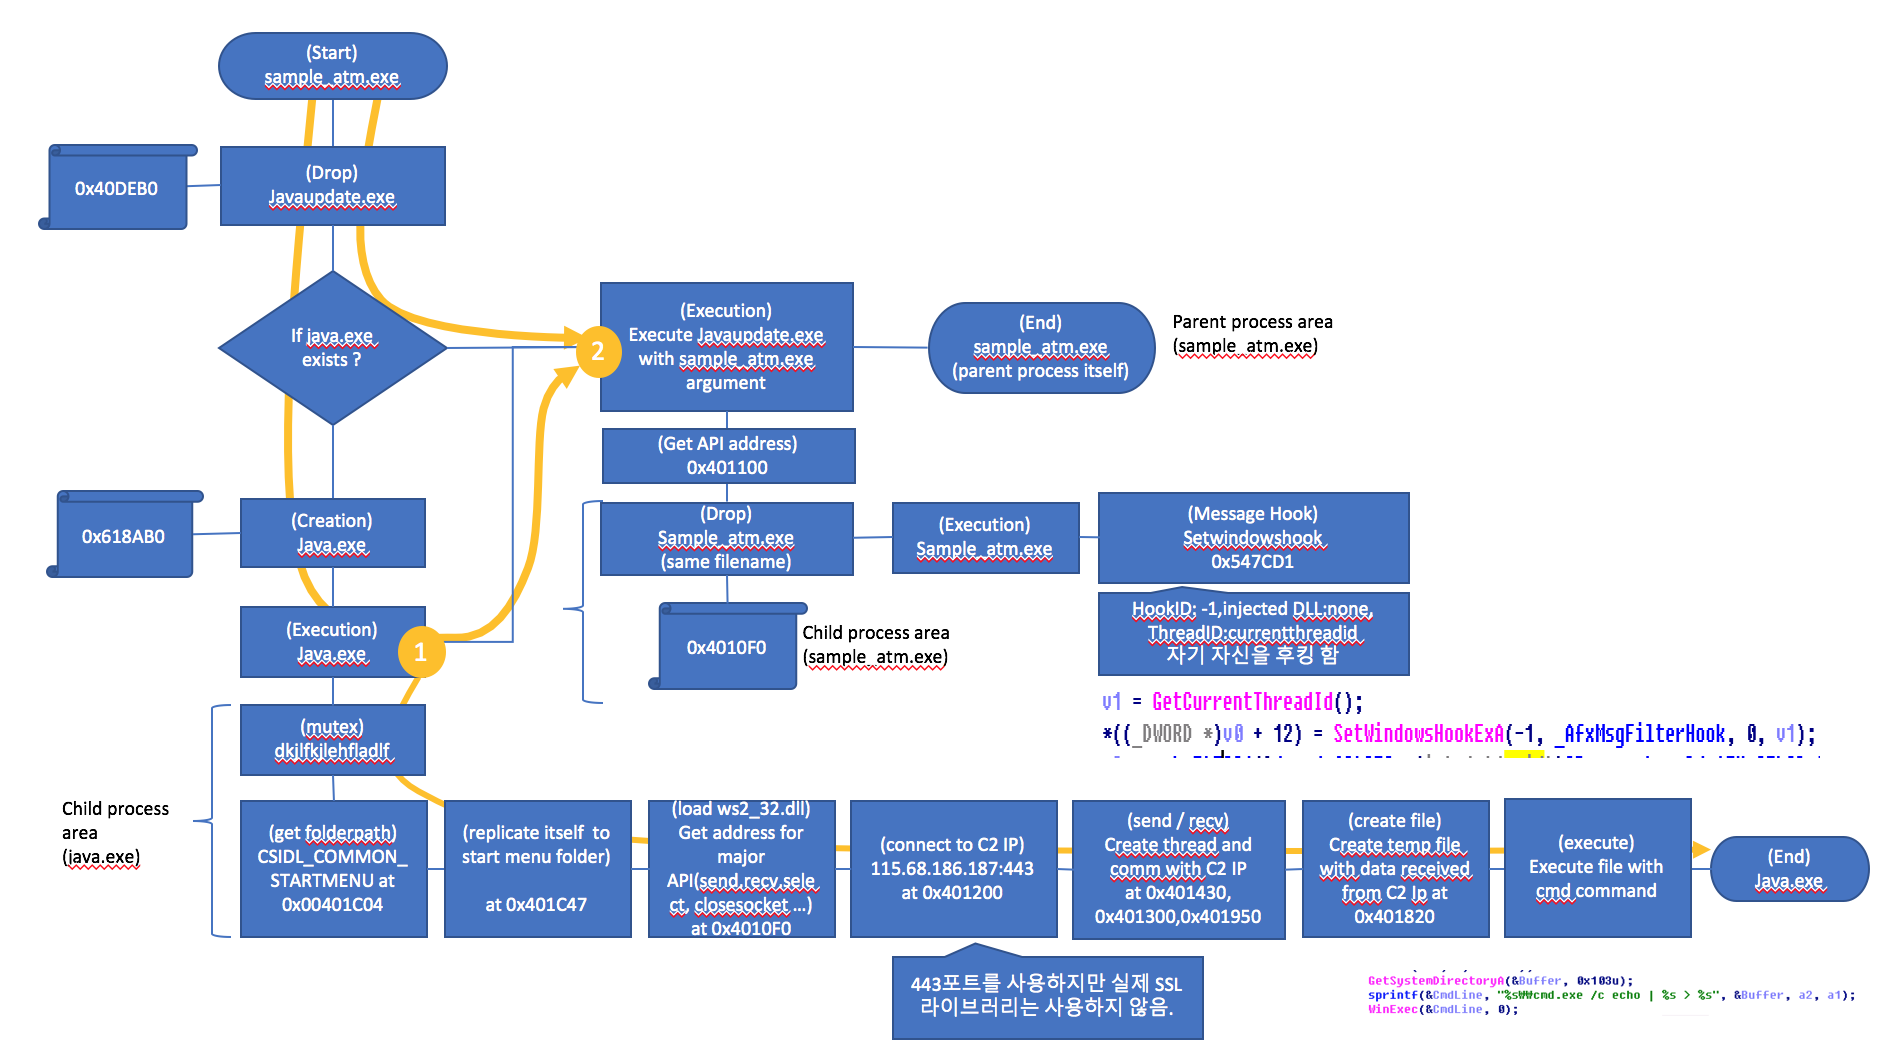 (Start)
sample_atm.exe
0x40DEB0
(Drop)
Javaupdate.exe
If java.exe
exists ?
(Execution)
Execute Javaupdate.exe
with sample_atm.exe
argument
2
(End)
sample_atm.exe
(parent process itself)
Parent process area
(sample_atm.exe)
(Get API address)
0x401100
0x618AB0
(Creation)
Java.exe
(Drop)
Sample_atm.exe
(same filename)
(Execution)
Sample_atm.exe
(Message Hook)
Setwindowshook
0x547CD1
HookID: -1,injected DLL:none,
ThreadID:currentthreadid
자기 자신을 후킹 함
(Execution)
Java.exe
1
0x4010F0
Child process area
(sample_atm.exe)
v1 = GetCurrentThreadId();
*((_DWORD *)v0 + 12) = SetWindowsHookExA(-1, _AfxMsgFilterHook, 0, v1);
(mutex)
dkjlfkjlehfladlf
Child process
area
(java.exe)
(get folderpath)
CSIDL_COMMON_
STARTMENU at
0x00401C04
(replicate itself to
start menu folder)
at 0x401C47
(load ws2_32.dll)
Get address for
major
API(send,recv,sele
ct, closesocket ...)
at 0x4010F0
(connect to C2 IP)
115.68.186.187:443
at 0x401200
(send / recv)
Create thread and
comm with C2 IP
at 0x401430,
0x401300,0x401950
(create file)
Create temp file
with data received
from C2 Ip at
0x401820
(execute)
Execute file with
cmd command
(End)
Java.exe
443포트를 사용하지만 실제 SSL
라이브러리는 사용하지 않음.
GetSystemDirectoryA(&Buffer, 0x103u);
sprintf(&CmdLine, "%s₩₩cmd.exe /c echo | %s > %s", &Buffer, a2, a1);
WinExec(&CmdLine, 0);